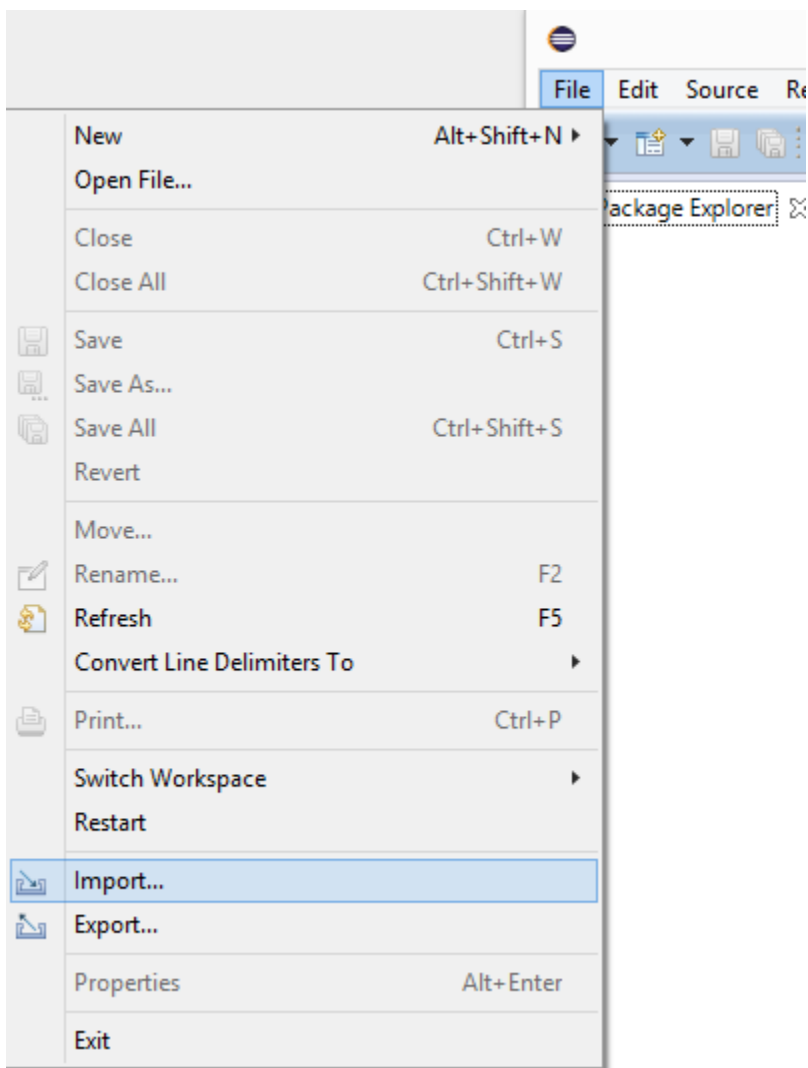 File Edit Source Re
New Alt+Shift+N
Open File...
Package Explorer
Close Ctrl+W
Close All Ctrl+Shift+W
Save Ctrl+S
Save As...
Save All Ctrl+Shift+S
Revert
Move...
Rename... F2
Refresh F5
Convert Line Delimiters To
Print... Ctrl+P
Switch Workspace
Restart
Import...
Export...
Properties Alt+Enter
Exit